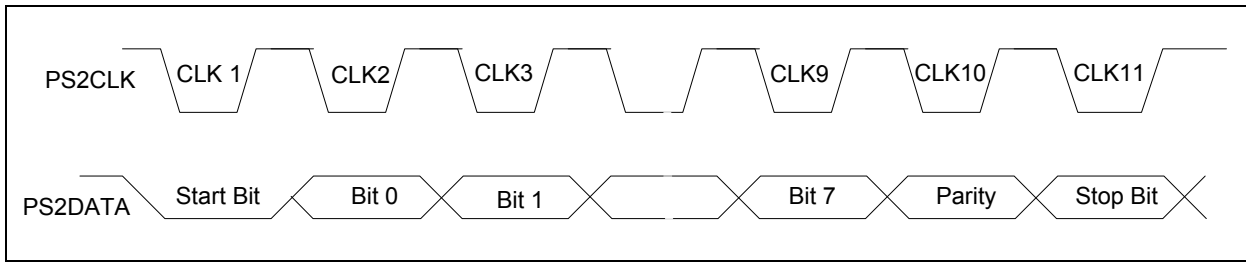 PS2CLK
CLK 1
CLK2
CLK3
CLK9
CLK10
CLK11
PS2DATA
Start Bit
Bit 0
Bit 1
Bit 7
Parity
Stop Bit